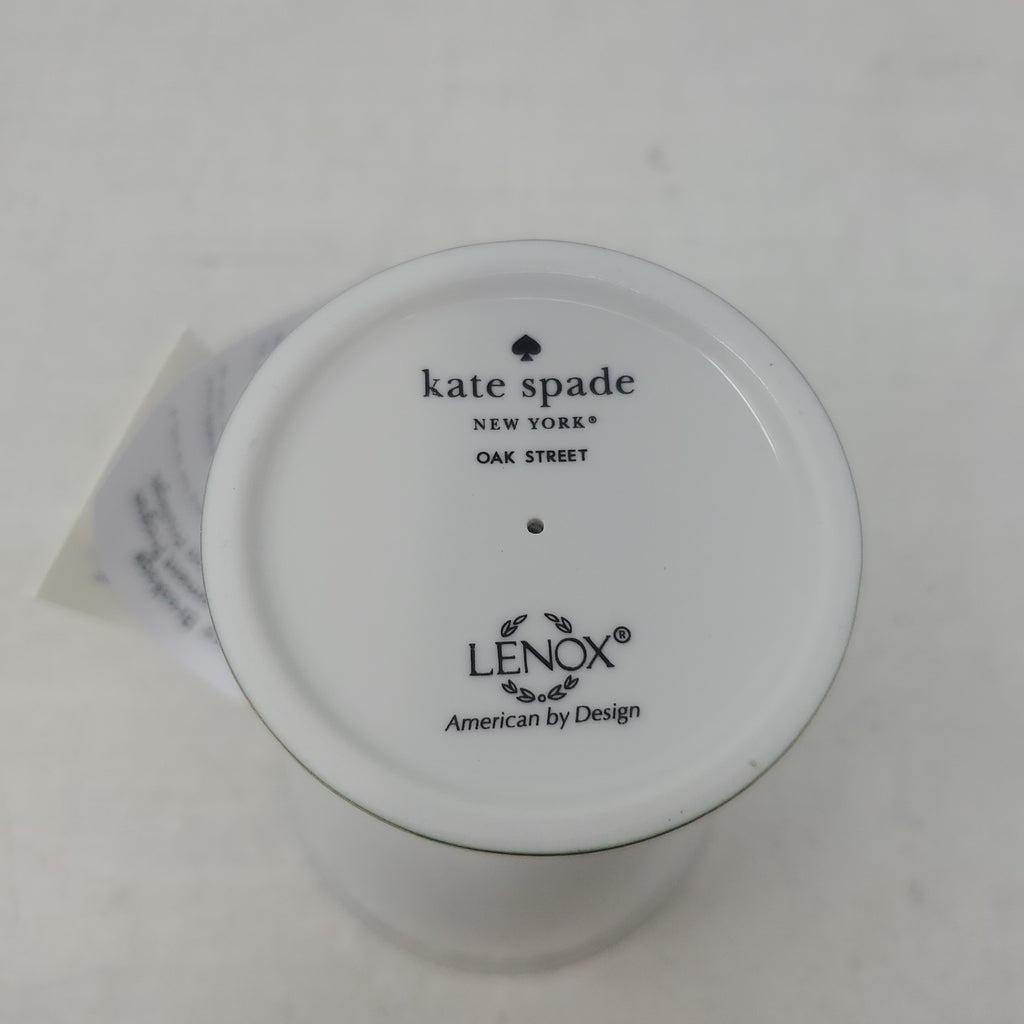 kate spade
NEW YORK®
OAK STREET
LENOX®
American by Design